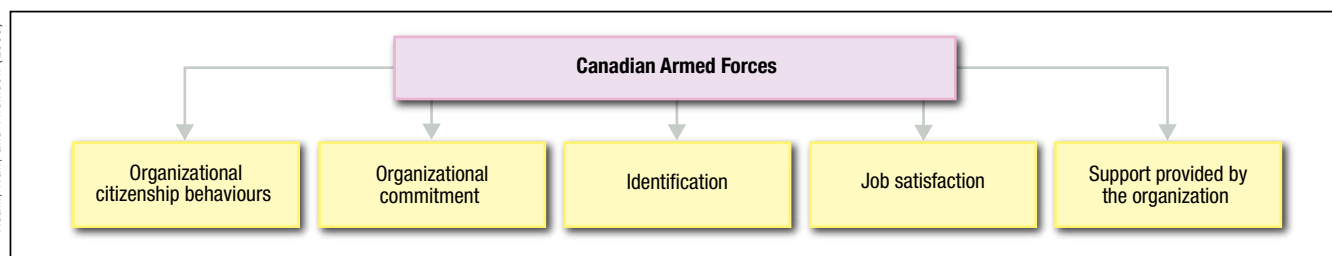 Canadian Armed Forces
Organizational
citizenship behaviours
Organizational
commitment
Identification
Job satisfaction
Support provided by
the organization